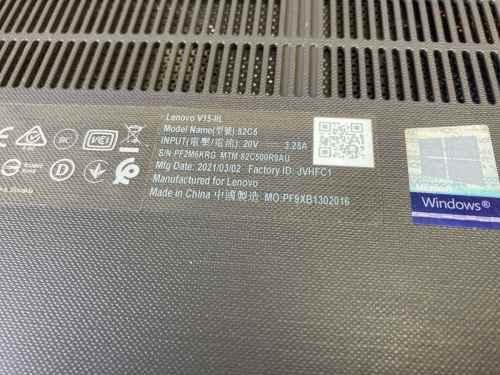 Lenovo V15-IIL
Model Name(型號):82C5
INPUT(電壓/電流):20V ⎓ 3.25A
S/N PF2M6KRG MTM 82C500R9AU
Mfg Date: 2021/03/02 Factory ID: JVHFC1
Manufactured for Lenovo
Made in China 中國製造 MO:PF9XB1302016
Microsoft
Windows®